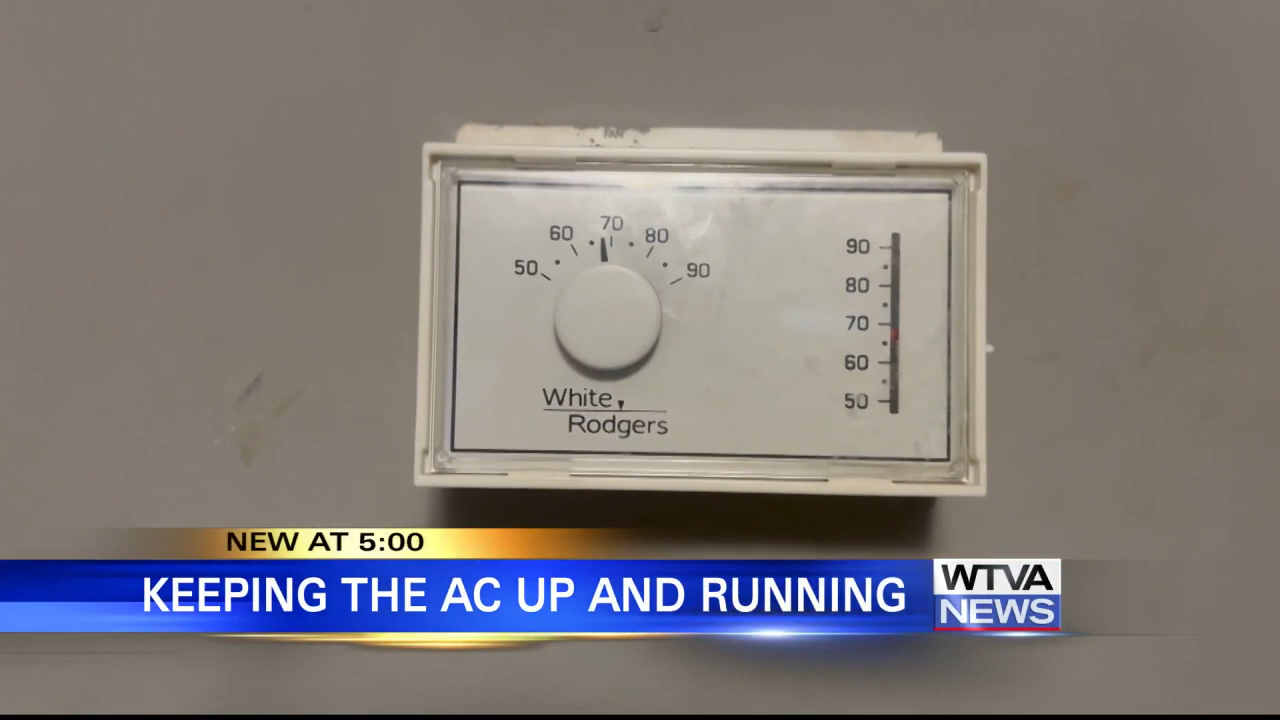 FAN
50 60 70 80 90
90
80
70
60
50
White
Rodgers
NEW AT 5:00
KEEPING THE AC UP AND RUNNING
WTVA
NEWS